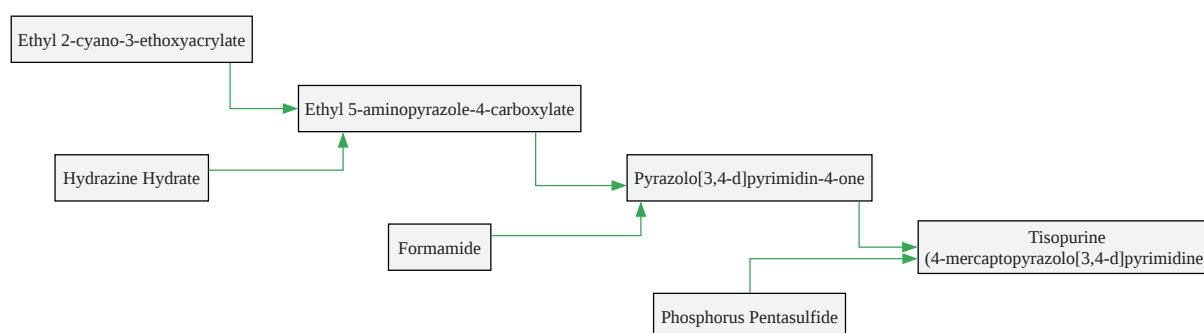 Ethyl 2-cyano-3-ethoxyacrylate
Ethyl 5-aminopyrazole-4-carboxylate
Hydrazine Hydrate
Pyrazolo[3,4-d]pyrimidin-4-one
Formamide
Tisopurine
(4-mercaptopyrazolo[3,4-d]pyrimidine
Phosphorus Pentasulfide